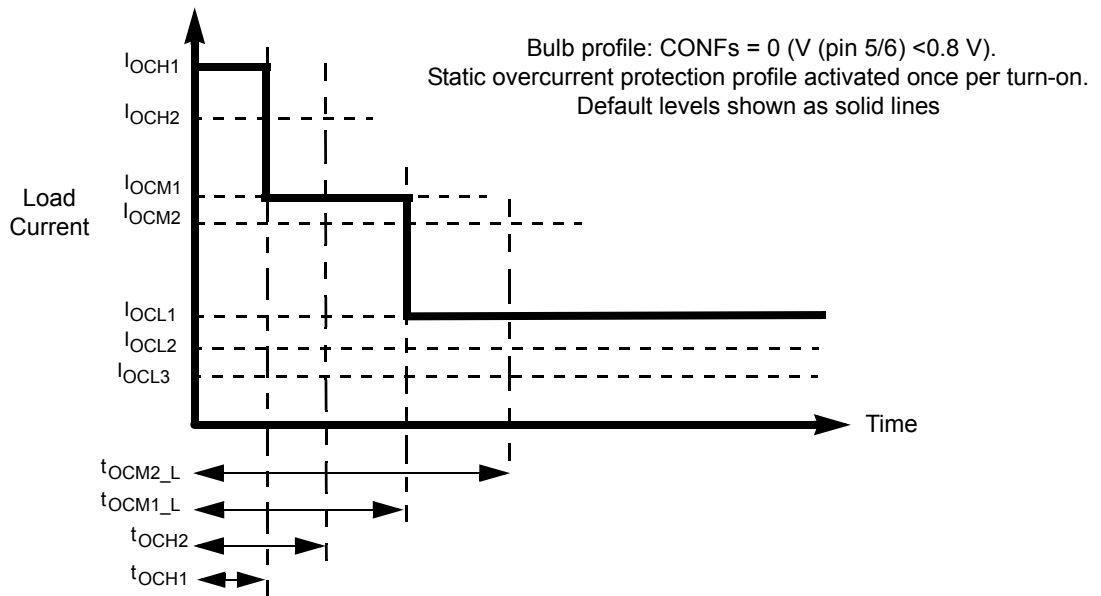 Bulb profile: CONFs = 0 (V (pin 5/6) <0.8 V).
Static overcurrent protection profile activated once per turn-on.
Default levels shown as solid lines
IOCH1
IOCH2
Load
Current
IOCM1
IOCM2
IOCL1
IOCL2
IOCL3
Time
tOCM2_L
tOCM1_L
tOCH2
tOCH1